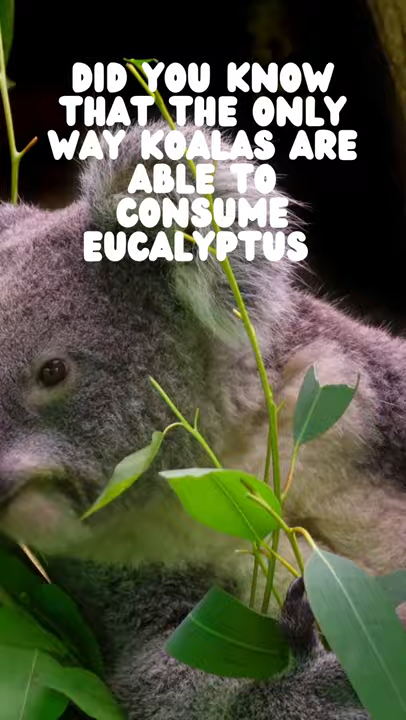 DID YOU KNOW
THAT THE ONLY
WAY KOALAS ARE
ABLE TO
CONSUME
EUCALYPTUS